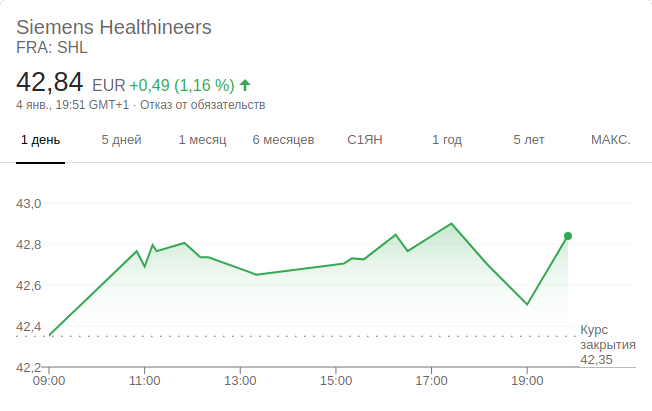 Siemens Healthineers
FRA: SHL
42,84 EUR +0,49 (1,16 %)
4 янв., 19:51 GMT+1 · Отказ от обязательств
1 день 5 дней 1 месяц 6 месяцев С1ЯН 1 год 5 лет МАКС.
43,0
42,8
42,6
42,4
Курс
закрытия
42,35
42,2
09:00 11:00 13:00 15:00 17:00 19:00